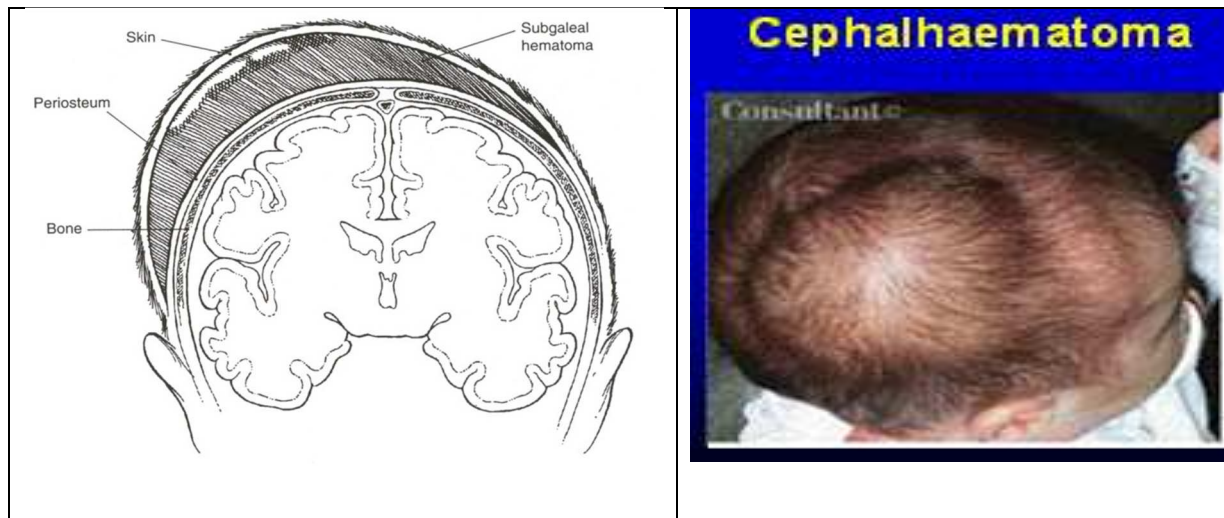 Skin
Subgaleal
hematoma
Periosteum
Bone
Cephalhaematoma
Consultant©